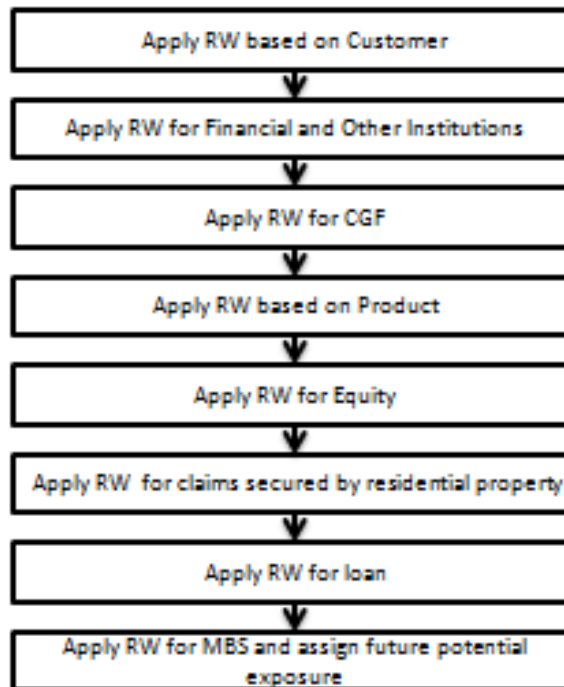 Apply RW based on Customer
Apply RW for Financial and Other Institutions
Apply RW for CGF
Apply RW based on Product
Apply RW for Equity
Apply RW for claims secured by residential property
Apply RW for loan
Apply RW for MBS and assign future potential
exposure